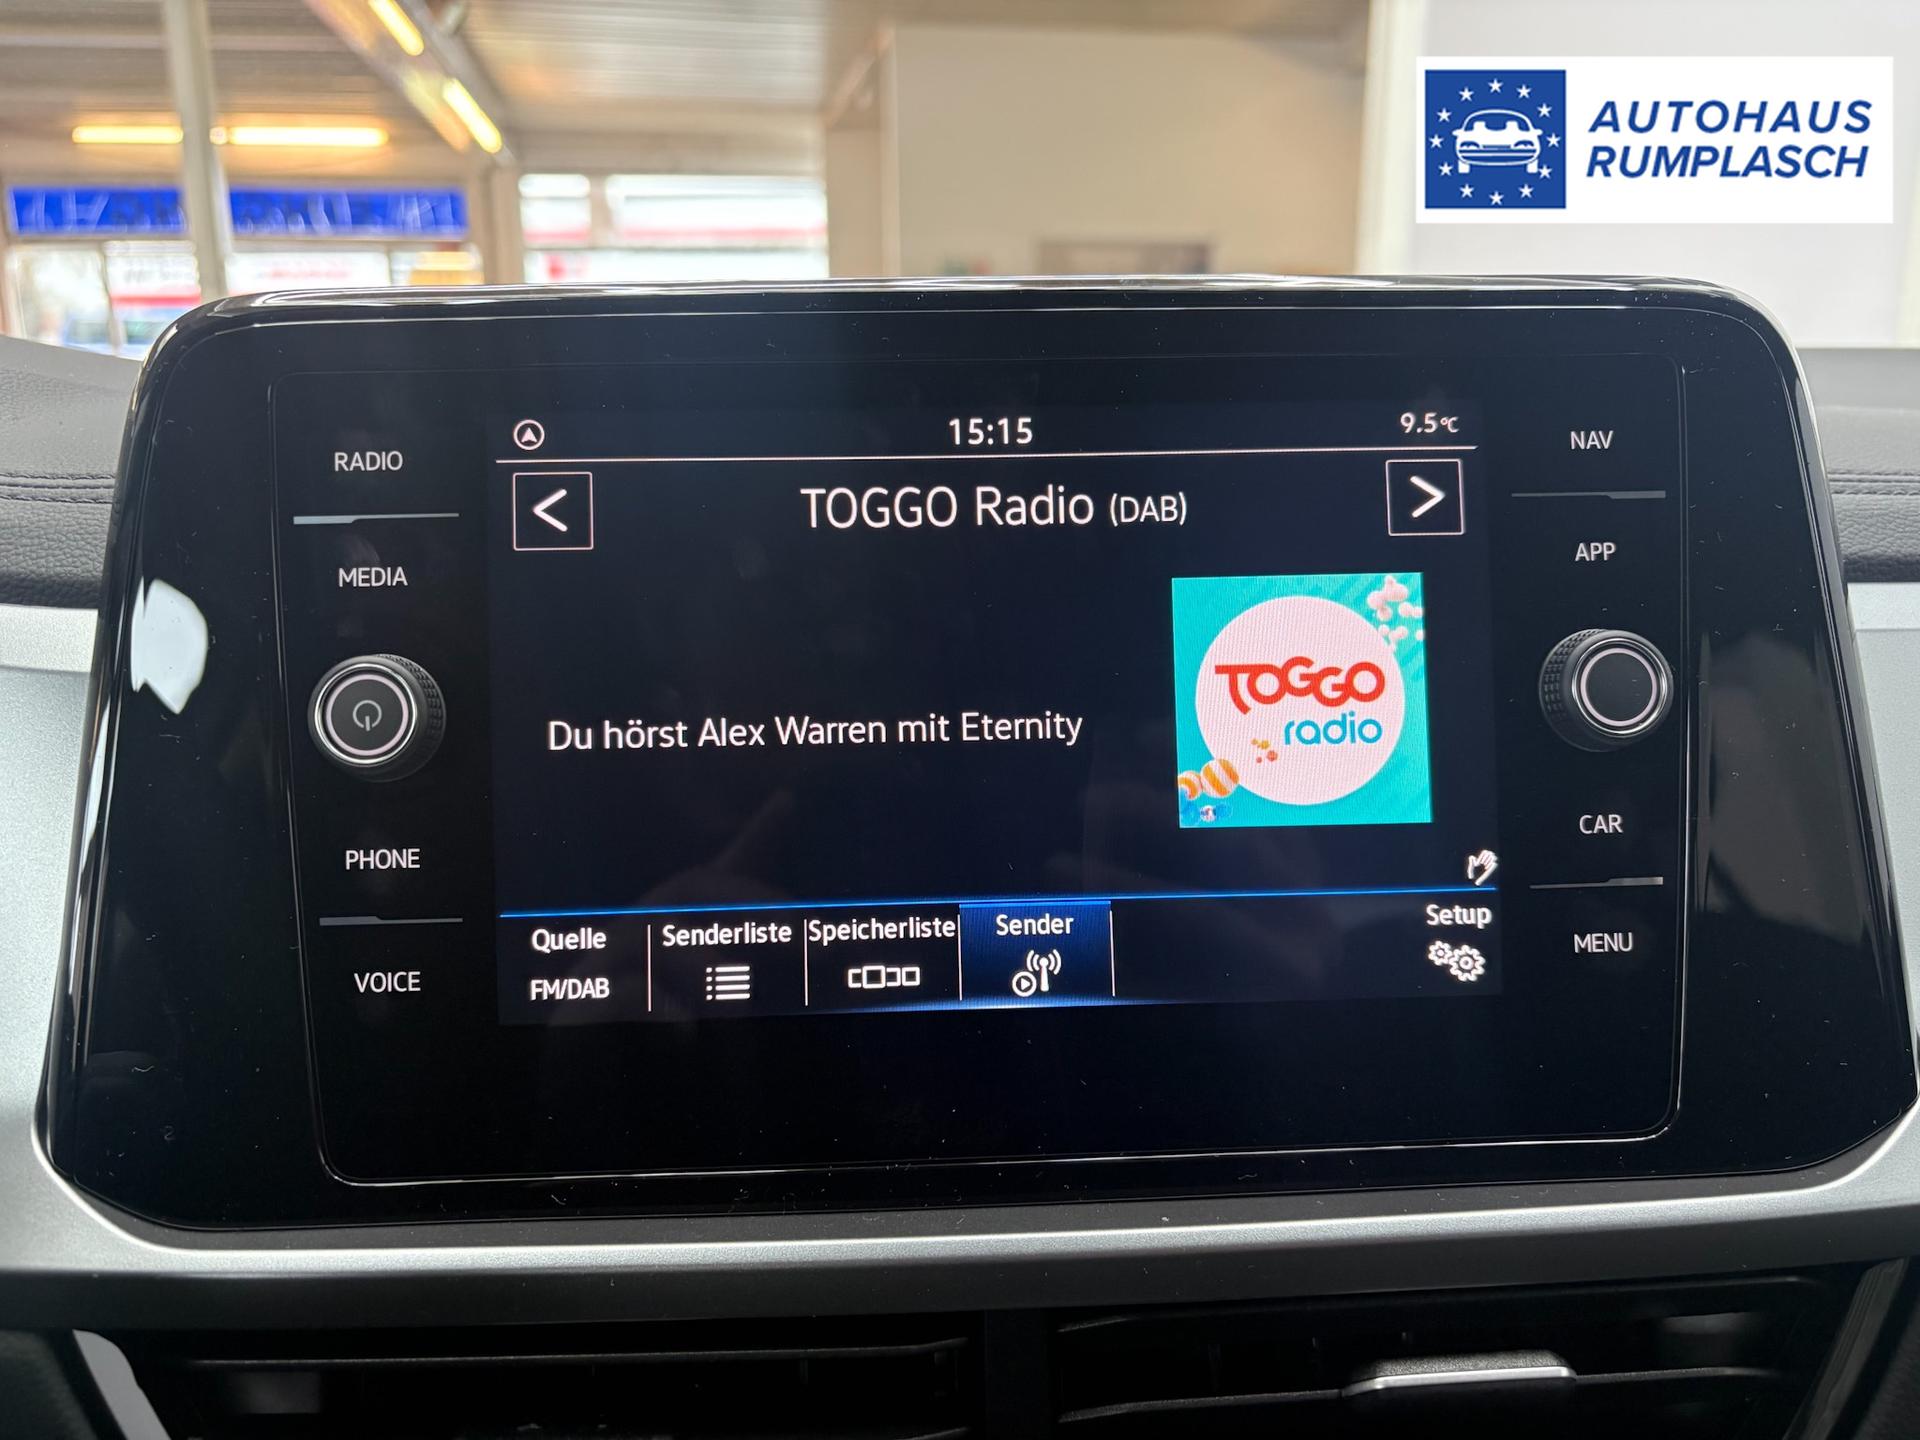 AUTOHAUS
RUMPLASCH
RADIO
MEDIA
PHONE
VOICE
15:15
9.5°C
TOGGO Radio (DAB)
Du hörst Alex Warren mit Eternity
TOGGO
radio
Quelle
FM/DAB
Senderliste
Speicherliste
Sender
Setup
NAV
APP
CAR
MENU